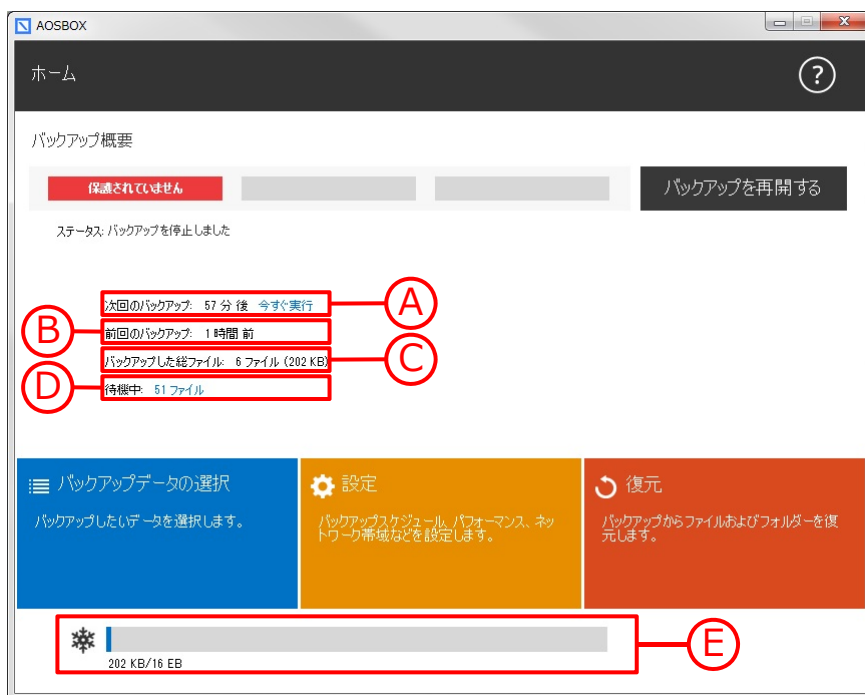 AOSBOX
ホーム
?
バックアップ概要
保護されていません
バックアップを再開する
ステータス: バックアップを停止しました
次回のバックアップ: 57 分 後 今すぐ実行
A
前回のバックアップ: 1 時間 前
B
バックアップした総ファイル: 6 ファイル (202 KB)
C
待機中: 51 ファイル
D
バックアップデータの選択
バックアップしたいデータを選択します。
設定
バックアップスケジュール、パフォーマンス、ネッ
トワーク帯域などを設定します。
復元
バックアップからファイルおよびフォルダーを復
元します。
202 KB/16 EB
E